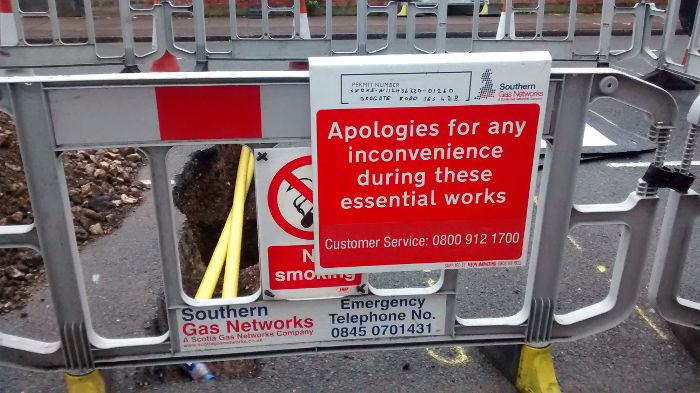 PERMIT NUMBER
Southern
Gas Networks
Apologies for any
inconvenience
during these
essential works
Customer Service: 0800 912 1700
smoking
Southern
Gas Networks
A Scotia Gas Networks Company
Emergency
Telephone No.
0845 0701431